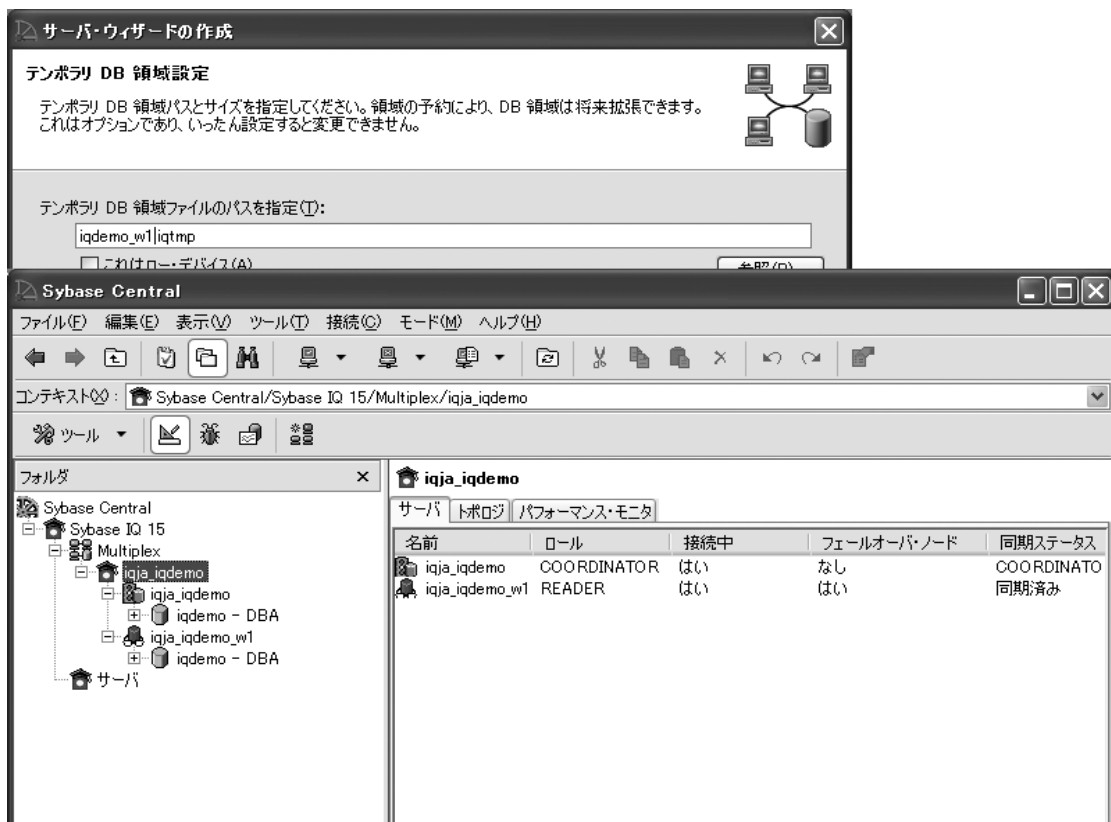 サーバ・ウィザードの作成
テンポラリ DB 領域設定
テンポラリ DB 領域パスとサイズを指定してください。領域の予約により、DB 領域は将来拡張できます。
これはオプションであり、いったん設定すると変更できません。
テンポラリ DB 領域ファイルのパスを指定(T):
iqdemo_w1|iqtmp
これはロー・デバイス(A)
参照(R)
Sybase Central
ファイル(F) 編集(E) 表示(V) ツール(T) 接続(C) モード(M) ヘルプ(H)
コンテキスト(X) : Sybase Central/Sybase IQ 15/Multiplex/iqja_iqdemo
ツール
フォルダ
Sybase Central
Sybase IQ 15
Multiplex
iqja_iqdemo
iqja_iqdemo
iqdemo - DBA
iqja_iqdemo_w1
iqdemo - DBA
サーバ
iqja_iqdemo
サーバ トポロジ パフォーマンス・モニタ
名前 ロール 接続中 フェールオーバ・ノード 同期ステータス
iqja_iqdemo COORDINATOR はい なし COORDINATO
iqja_iqdemo_w1 READER はい はい 同期済み